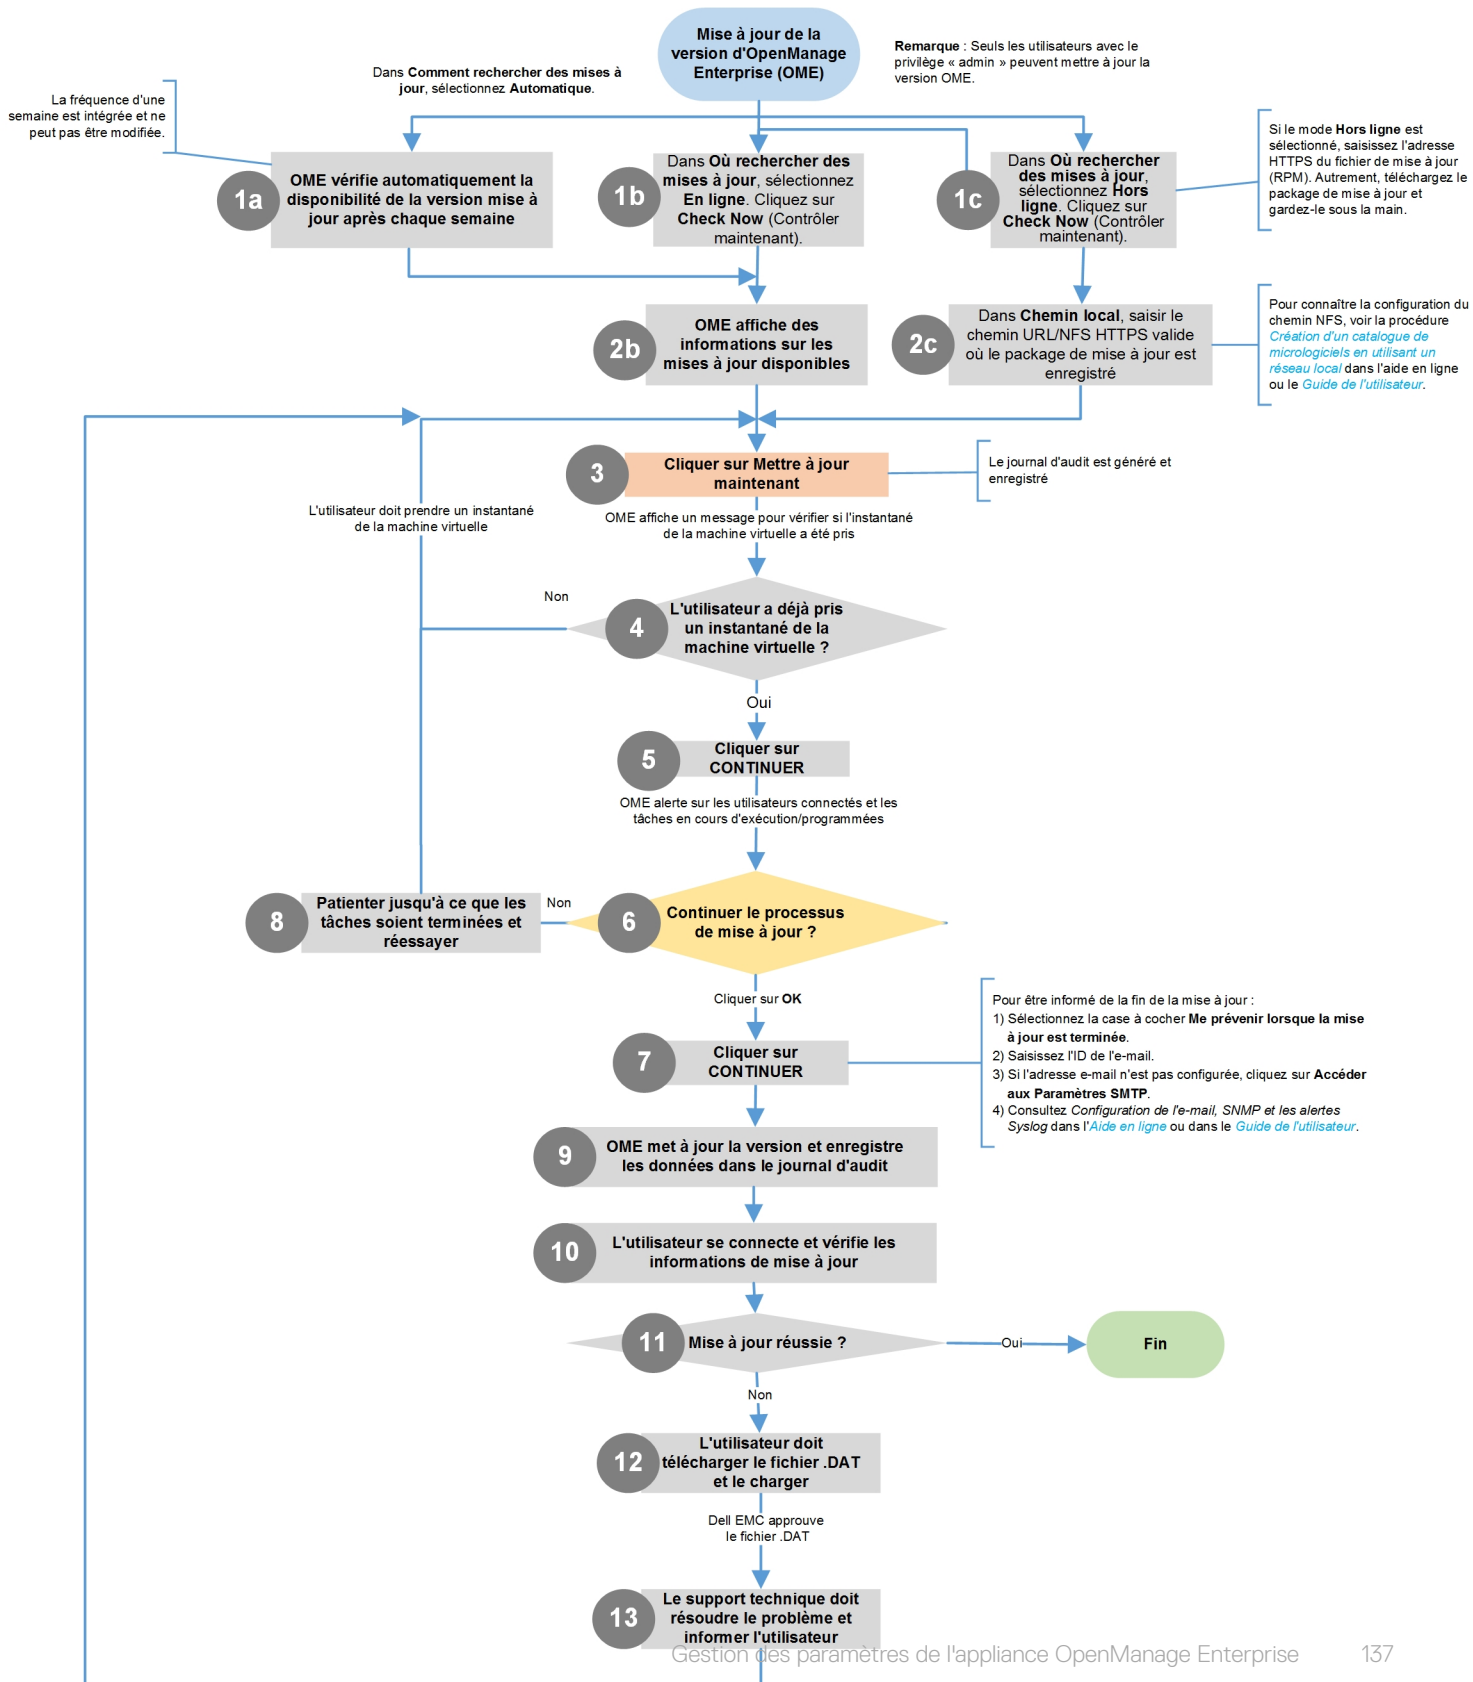 Mise à jour de la
version d'OpenManage
Enterprise (OME)
Remarque : Seuls les utilisateurs avec le
privilège « admin » peuvent mettre à jour la
version OME.
Dans Comment rechercher des mises à
jour, sélectionnez Automatique.
La fréquence d'une
semaine est intégrée et ne
peut pas être modifiée.
1a
OME vérifie automatiquement la
disponibilité de la version mise à
jour après chaque semaine
1b
Dans Où rechercher des
mises à jour, sélectionnez
En ligne. Cliquez sur
Check Now (Contrôler
maintenant).
1c
Dans Où rechercher
des mises à jour,
sélectionnez Hors
ligne. Cliquez sur
Check Now (Contrôler
maintenant).
Si le mode Hors ligne est
sélectionné, saisissez l'adresse
HTTPS du fichier de mise à jour
(RPM). Autrement, téléchargez le
package de mise à jour et
gardez-le sous la main.
2b
OME affiche des
informations sur les
mises à jour disponibles
2c
Dans Chemin local, saisir le
chemin URL/NFS HTTPS valide
où le package de mise à jour est
enregistré
Pour connaître la configuration du
chemin NFS, voir la procédure
Création d'un catalogue de
micrologiciels en utilisant un
réseau local dans l'aide en ligne
ou le Guide de l'utilisateur.
3
Cliquer sur Mettre à jour
maintenant
Le journal d'audit est généré et
enregistré
L'utilisateur doit prendre un instantané
de la machine virtuelle
OME affiche un message pour vérifier si l'instantané
de la machine virtuelle a été pris
Non
4
L'utilisateur a déjà pris
un instantané de la
machine virtuelle ?
Oui
5
Cliquer sur
CONTINUER
OME alerte sur les utilisateurs connectés et les
tâches en cours d'exécution/programmées
8
Patienter jusqu'à ce que les
tâches soient terminées et
réessayer
Non
6
Continuer le processus
de mise à jour ?
Cliquer sur OK
7
Cliquer sur
CONTINUER
Pour être informé de la fin de la mise à jour :
1) Sélectionnez la case à cocher Me prévenir lorsque la mise
à jour est terminée.
2) Saisissez l'ID de l'e-mail.
3) Si l'adresse e-mail n'est pas configurée, cliquez sur Accéder
aux Paramètres SMTP.
4) Consultez Configuration de l'e-mail, SNMP et les alertes
Syslog dans l'Aide en ligne ou dans le Guide de l'utilisateur.
9
OME met à jour la version et enregistre
les données dans le journal d'audit
10
L'utilisateur se connecte et vérifie les
informations de mise à jour
11
Mise à jour réussie ?
Oui
Fin
Non
12
L'utilisateur doit
télécharger le fichier .DAT
et le charger
Dell EMC approuve
le fichier .DAT
13
Le support technique doit
résoudre le problème et
informer l'utilisateur
Gestion des paramètres de l'appliance OpenManage Enterprise 137